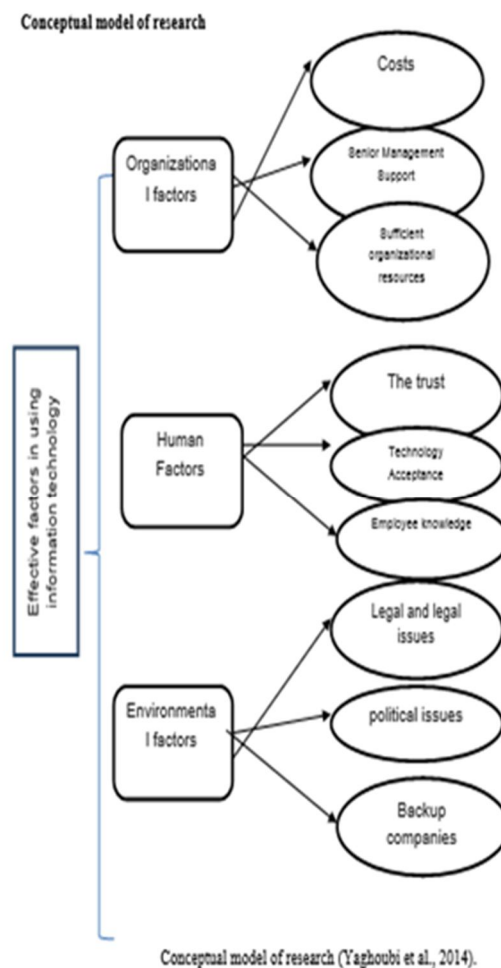 Conceptual model of research
Costs
Organizationa
l factors
Senior Management
Support
Sufficient
organizational
resources
Effective factors in using
information technology
The trust
Human
Factors
Technology
Acceptance
Employee knowledge
Legal and legal
issues
Environmenta
l factors
political issues
Backup
companies
Conceptual model of research (Yaghoubi et al., 2014).